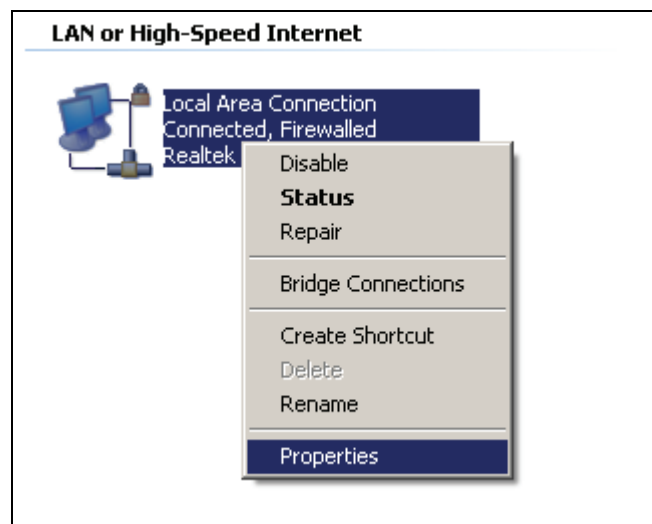 LAN or High-Speed Internet
Local Area Connection
Connected, Firewalled
Realtek
Disable
Status
Repair
Bridge Connections
Create Shortcut
Delete
Rename
Properties